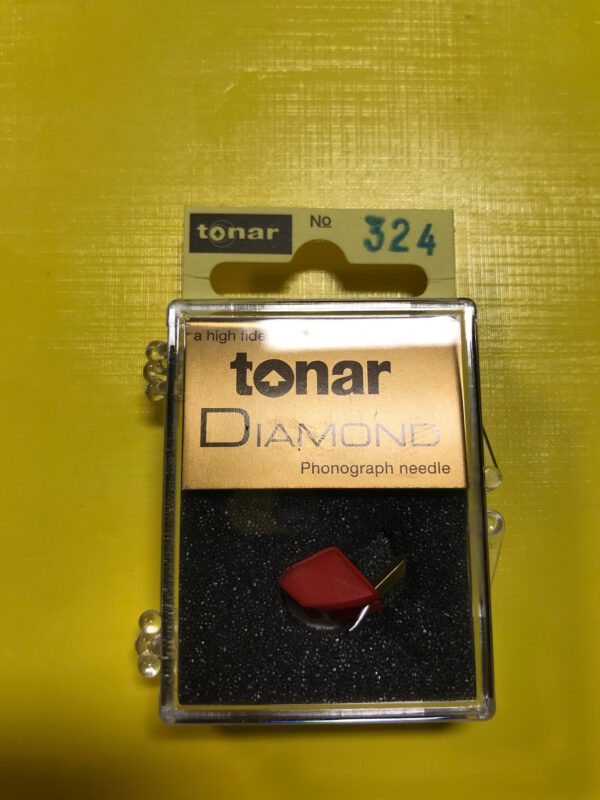 tonar No 324
a high fide
tonar
DIAMOND
Phonograph needle